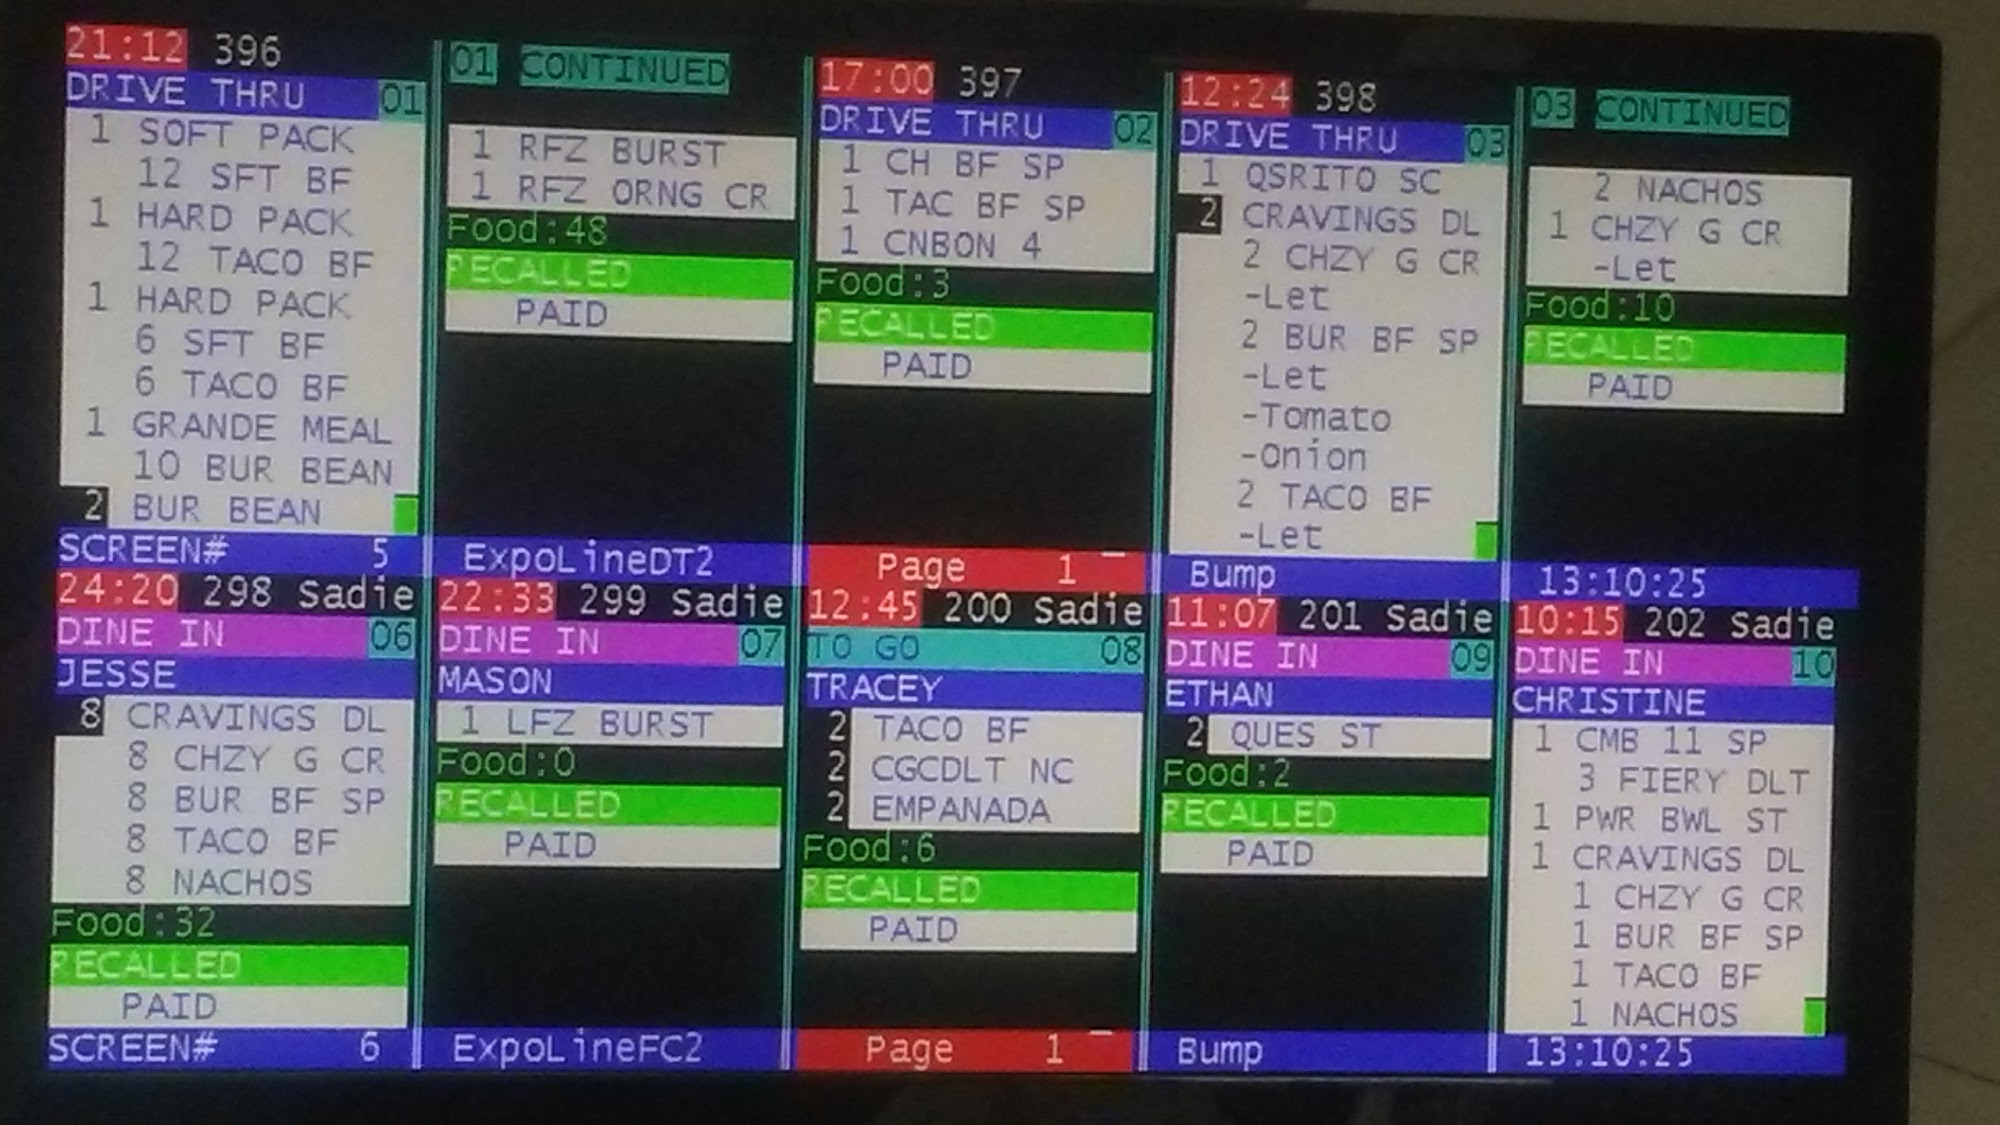 21:12 396
DRIVE THRU 01
1 SOFT PACK
12 SFT BF
1 HARD PACK
12 TACO BF
1 HARD PACK
6 SFT BF
6 TACO BF
1 GRANDE MEAL
10 BUR BEAN
2 BUR BEAN
01 CONTINUED
1 RFZ BURST
1 RFZ ORNG CR
Food:48
RECALLED
PAID
17:00 397
DRIVE THRU 02
1 CH BF SP
1 TAC BF SP
1 CNBON 4
Food:3
RECALLED
PAID
12:24 398
DRIVE THRU 03
1 QSRITO SC
2 CRAVINGS DL
2 CHZY G CR
-Let
2 BUR BF SP
-Let
-Tomato
-Onion
2 TACO BF
-Let
03 CONTINUED
2 NACHOS
1 CHZY G CR
-Let
Food:10
RECALLED
PAID
SCREEN# 5 ExpoLineDT2 Page 1 Bump 13:10:25
24:20 298 Sadie
DINE IN 06
JESSE
8 CRAVINGS DL
8 CHZY G CR
8 BUR BF SP
8 TACO BF
8 NACHOS
Food:32
RECALLED
PAID
22:33 299 Sadie
DINE IN 07
MASON
1 LFZ BURST
Food:0
RECALLED
PAID
12:45 200 Sadie
TO GO 08
TRACEY
2 TACO BF
2 CGCDLT NC
2 EMPANADA
Food:6
RECALLED
PAID
11:07 201 Sadie
DINE IN 09
ETHAN
2 QUES ST
Food:2
RECALLED
PAID
10:15 202 Sadie
DINE IN 10
CHRISTINE
1 CMB 11 SP
3 FIERY DLT
1 PWR BWL ST
1 CRAVINGS DL
1 CHZY G CR
1 BUR BF SP
1 TACO BF
1 NACHOS
SCREEN# 6 ExpoLineFC2 Page 1 Bump 13:10:25